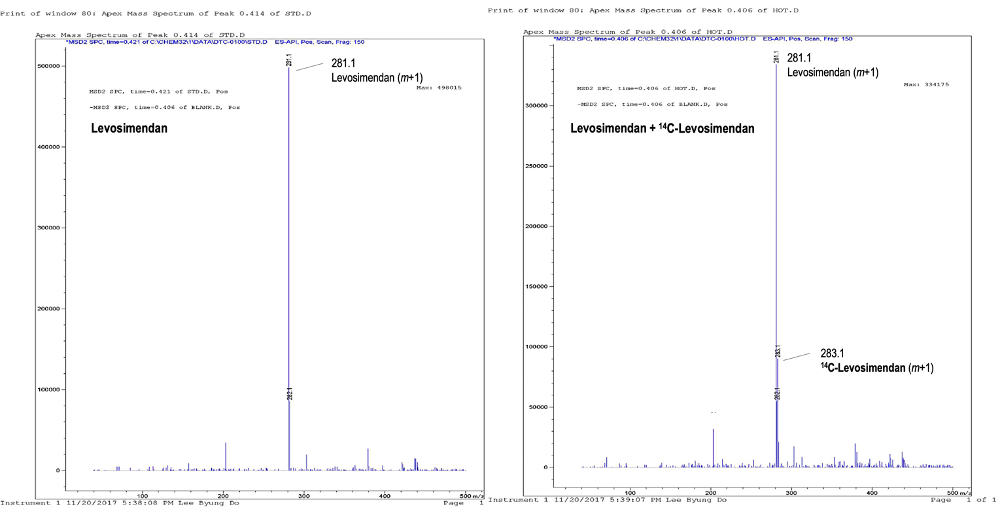 Print of window 80: Apex Mass Spectrum of Peak 0.414 of STD.D
Apex Mass Spectrum of Peak 0.414 of STD.D
*MSD2 SPC, time=0.421 of C:\CHEM32\1\DATA\DTC-0100\STD.D ES-API, Pos, Scan, Frag: 150
281.1
281.1
Levosimendan (m+1)
Max: 498015
MSD2 SPC, time=0.421 of STD.D, Pos
-MSD2 SPC, time=0.406 of BLANK.D, Pos
Levosimendan
500000
400000
300000
200000
100000
0
282.1
100
200
300
400
500 m/z
Instrument 1 11/20/2017 5:38:08 PM Lee Byung Do
Page 1
Print of window 80: Apex Mass Spectrum of Peak 0.406 of HOT.D
Apex Mass Spectrum of Peak 0.406 of HOT.D
*MSD2 SPC, time=0.406 of C:\CHEM32\1\DATA\DTC-0100\HOT.D ES-API, Pos, Scan, Frag: 150
281.1
281.1
Levosimendan (m+1)
Max: 334175
MSD2 SPC, time=0.406 of HOT.D, Pos
-MSD2 SPC, time=0.406 of BLANK.D, Pos
Levosimendan + ¹⁴C-Levosimendan
300000
250000
200000
150000
100000
50000
0
283.1
283.1
¹⁴C-Levosimendan (m+1)
282.1
100
200
300
400
500 m/z
Instrument 1 11/20/2017 5:39:07 PM Lee Byung Do
Page 1 of 1